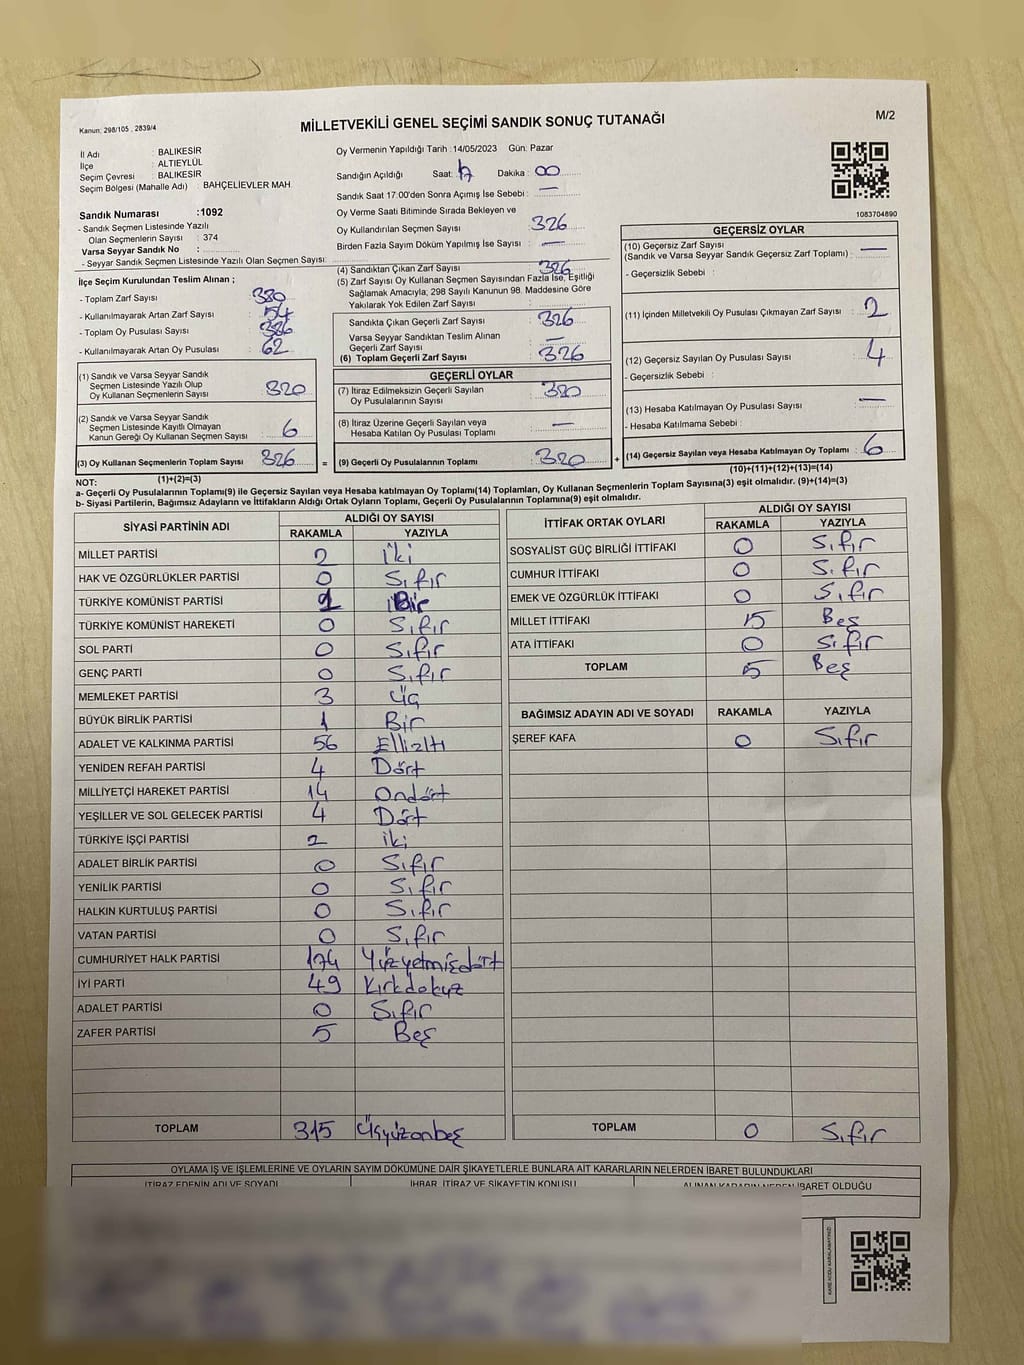 Kanun: 298/105 , 2839/4
MİLLETVEKİLİ GENEL SEÇİMİ SANDIK SONUÇ TUTANAĞI
M/2
İl Adı : BALIKESİR
İlçe : ALTIEYLÜL
Seçim Çevresi : BALIKESİR
Seçim Bölgesi (Mahalle Adı) : BAHÇELİEVLER MAH.
Sandık Numarası :1092
- Sandık Seçmen Listesinde Yazılı
Olan Seçmenlerin Sayısı : 374
Varsa Seyyar Sandık No :
- Seyyar Sandık Seçmen Listesinde Yazılı Olan Seçmen Sayısı:
Oy Vermenin Yapıldığı Tarih :14/05/2023 Gün: Pazar
Sandığın Açıldığı Saat: 17 Dakika : 00
Sandık Saat 17.00'den Sonra Açımış İse Sebebi : —
Oy Verme Saati Bitiminde Sırada Bekleyen ve
Oy Kullandırılan Seçmen Sayısı : 326
Birden Fazla Sayım Döküm Yapılmış İse Sayısı : —
1083704890
İlçe Seçim Kurulundan Teslim Alınan ;
- Toplam Zarf Sayısı : 380
- Kullanılmayarak Artan Zarf Sayısı : 54
- Toplam Oy Pusulası Sayısı : 386
- Kullanılmayarak Artan Oy Pusulası : 62
(4) Sandıktan Çıkan Zarf Sayısı : 326
(5) Zarf Sayısı Oy Kullanan Seçmen Sayısından Fazla İse, Eşitliği
Sağlamak Amacıyla, 298 Sayılı Kanunun 98. Maddesine Göre
Yakılarak Yok Edilen Zarf Sayısı :
Sandıkta Çıkan Geçerli Zarf Sayısı : 326
Varsa Seyyar Sandıktan Teslim Alınan
Geçerli Zarf Sayısı : —
(6) Toplam Geçerli Zarf Sayısı : 326
GEÇERSİZ OYLAR
(10) Geçersiz Zarf Sayısı : —
(Sandık ve Varsa Seyyar Sandık Geçersiz Zarf Toplamı)
- Geçersizlik Sebebi :
(11) İçinden Milletvekili Oy Pusulası Çıkmayan Zarf Sayısı : 2
(12) Geçersiz Sayılan Oy Pusulası Sayısı : 4
- Geçersizlik Sebebi :
(13) Hesaba Katılmayan Oy Pusulası Sayısı : —
- Hesaba Katılmama Sebebi :
(14) Geçersiz Sayılan veya Hesaba Katılmayan Oy Toplamı : 6
(10)+(11)+(12)+(13)=(14)
(1) Sandık ve Varsa Seyyar Sandık
Seçmen Listesinde Yazılı Olup
Oy Kullanan Seçmenlerin Sayısı : 320
(2) Sandık ve Varsa Seyyar Sandık
Seçmen Listesinde Kayıtlı Olmayan
Kanun Gereği Oy Kullanan Seçmen Sayısı : 6
(3) Oy Kullanan Seçmenlerin Toplam Sayısı 326 =
(1)+(2)=(3)
GEÇERLİ OYLAR
(7) İtiraz Edilmeksizin Geçerli Sayılan
Oy Pusulalarının Sayısı : 320
(8) İtiraz Üzerine Geçerli Sayılan veya
Hesaba Katılan Oy Pusulası Toplamı : —
(9) Geçerli Oy Pusulalarının Toplamı : 320 +
NOT:
a- Geçerli Oy Pusulalarının Toplamı(9) ile Geçersiz Sayılan veya Hesaba katılmayan Oy Toplamı(14) Toplamları, Oy Kullanan Seçmenlerin Toplam Sayısına(3) eşit olmalıdır. (9)+(14)=(3)
b- Siyasi Partilerin, Bağımsız Adayların ve İttifakların Aldığı Ortak Oyların Toplamı, Geçerli Oy Pusulalarının Toplamına(9) eşit olmalıdır.
SİYASİ PARTİNİN ADI ALDIĞI OY SAYISI
RAKAMLA YAZIYLA
MİLLET PARTİSİ 2 iki
HAK VE ÖZGÜRLÜKLER PARTİSİ 0 Sıfır
TÜRKİYE KOMÜNİST PARTİSİ 1 Bir
TÜRKİYE KOMÜNİST HAREKETİ 0 Sıfır
SOL PARTİ 0 Sıfır
GENÇ PARTİ 0 Sıfır
MEMLEKET PARTİSİ 3 Üç
BÜYÜK BİRLİK PARTİSİ 1 Bir
ADALET VE KALKINMA PARTİSİ 56 Ellialtı
YENİDEN REFAH PARTİSİ 4 Dört
MİLLİYETÇİ HAREKET PARTİSİ 14 Ondört
YEŞİLLER VE SOL GELECEK PARTİSİ 4 Dört
TÜRKİYE İŞÇİ PARTİSİ 2 iki
ADALET BİRLİK PARTİSİ 0 Sıfır
YENİLİK PARTİSİ 0 Sıfır
HALKIN KURTULUŞ PARTİSİ 0 Sıfır
VATAN PARTİSİ 0 Sıfır
CUMHURİYET HALK PARTİSİ 174 Yüzyetmişdört
İYİ PARTİ 49 Kırkdokuz
ADALET PARTİSİ 0 Sıfır
ZAFER PARTİSİ 5 Beş
TOPLAM 315 Üçyüzonbeş
İTTİFAK ORTAK OYLARI ALDIĞI OY SAYISI
RAKAMLA YAZIYLA
SOSYALİST GÜÇ BİRLİĞİ İTTİFAKI 0 Sıfır
CUMHUR İTTİFAKI 0 Sıfır
EMEK VE ÖZGÜRLÜK İTTİFAKI 0 Sıfır
MİLLET İTTİFAKI 5 Beş
ATA İTTİFAKI 0 Sıfır
TOPLAM 5 Beş
BAĞIMSIZ ADAYIN ADI VE SOYADI RAKAMLA YAZIYLA
ŞEREF KAFA 0 Sıfır
TOPLAM 0 Sıfır
OYLAMA İŞ VE İŞLEMLERİNE VE OYLARIN SAYIM DÖKÜMÜNE DAİR ŞİKAYETLERLE BUNLARA AİT KARARLARIN NELERDEN İBARET BULUNDUKLARI
İTİRAZ EDENİN ADI VE SOYADI İHBAR, İTİRAZ VE ŞİKAYETİN KONUSU ALINAN KARARIN NEDEN İBARET OLDUĞU